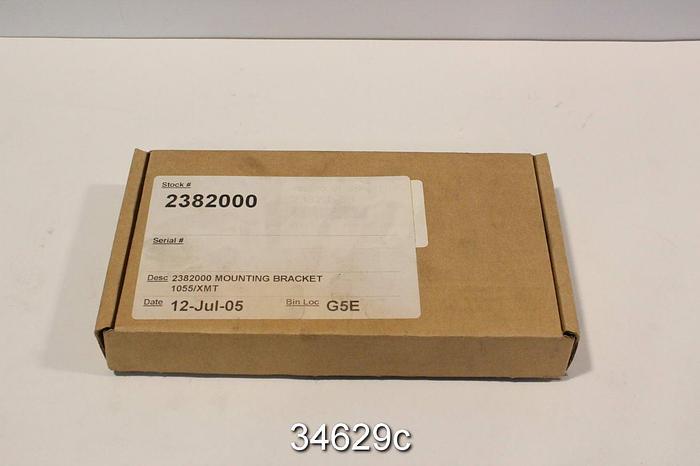 Stock #
2382000
Serial #
Desc 2382000 MOUNTING BRACKET
1055/XMT
Date 12-Jul-05 Bin Loc G5E
34629c